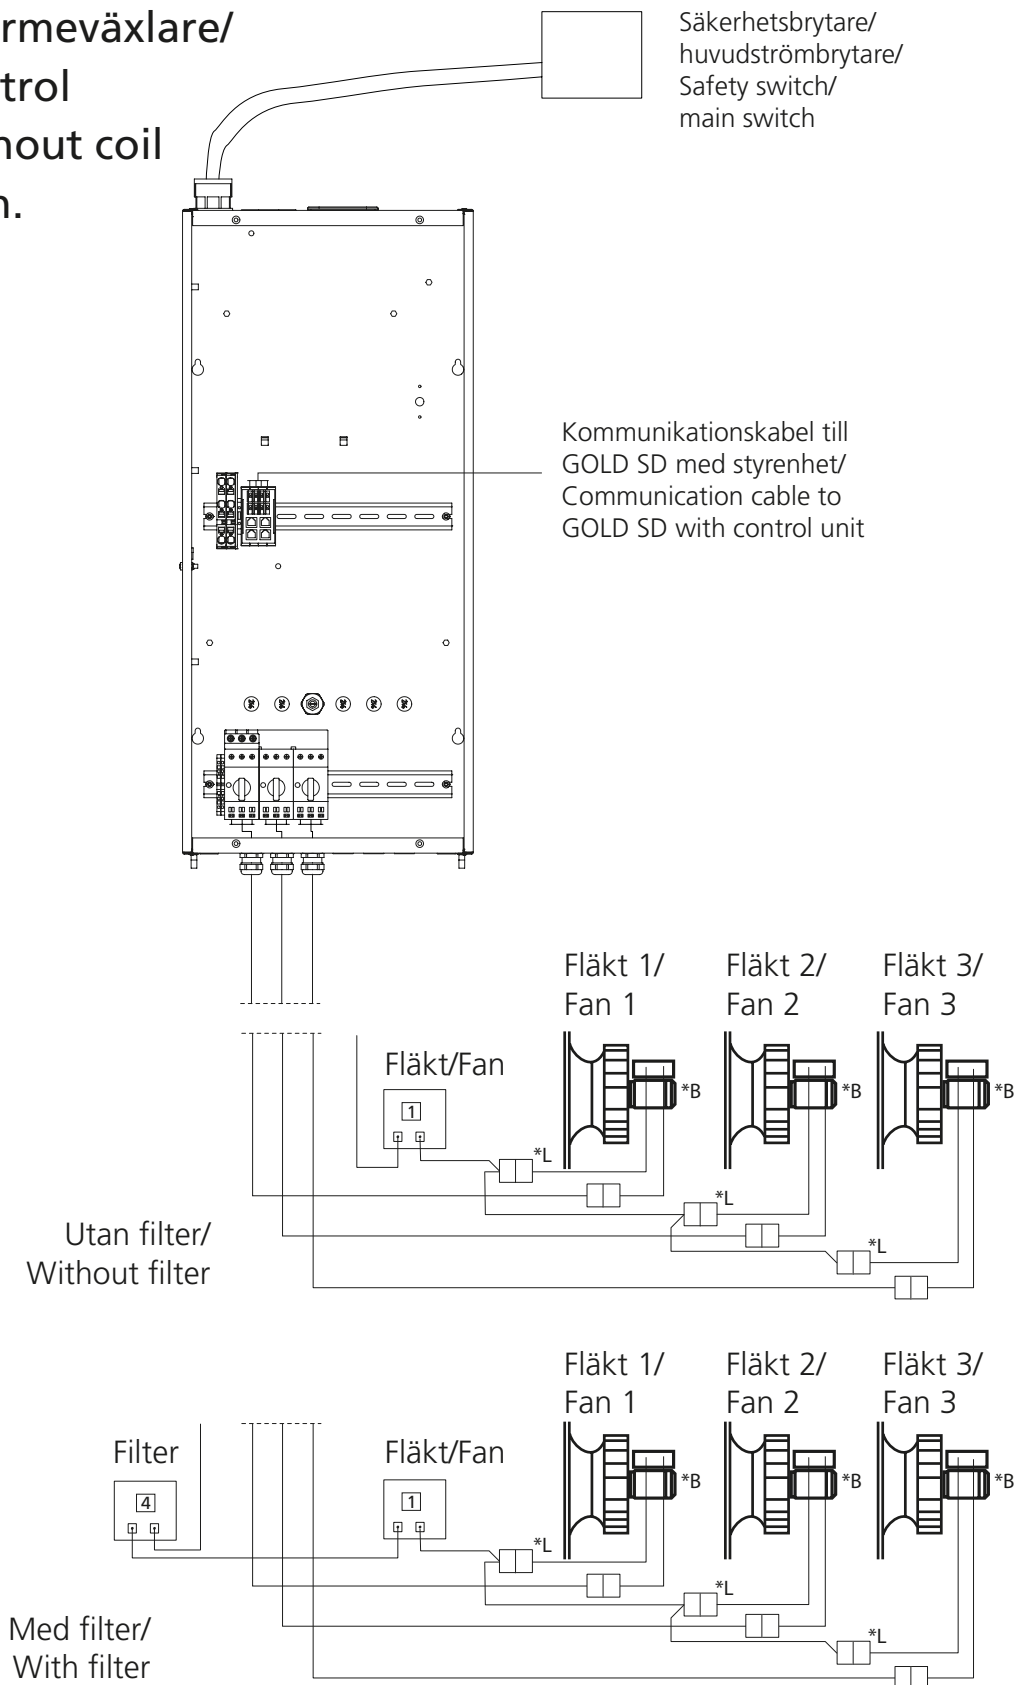 rmeväxlare/
trol
hout coil
n.
Säkerhetsbrytare/
huvudströmbrytare/
Safety switch/
main switch
Kommunikationskabel till
GOLD SD med styrenhet/
Communication cable to
GOLD SD with control unit
Fläkt 1/
Fan 1
Fläkt 2/
Fan 2
Fläkt 3/
Fan 3
Fläkt/Fan
1
*B
*B
*B
*L
*L
*L
Utan filter/
Without filter
Fläkt 1/
Fan 1
Fläkt 2/
Fan 2
Fläkt 3/
Fan 3
Filter
4
Fläkt/Fan
1
*B
*B
*B
*L
*L
*L
Med filter/
With filter